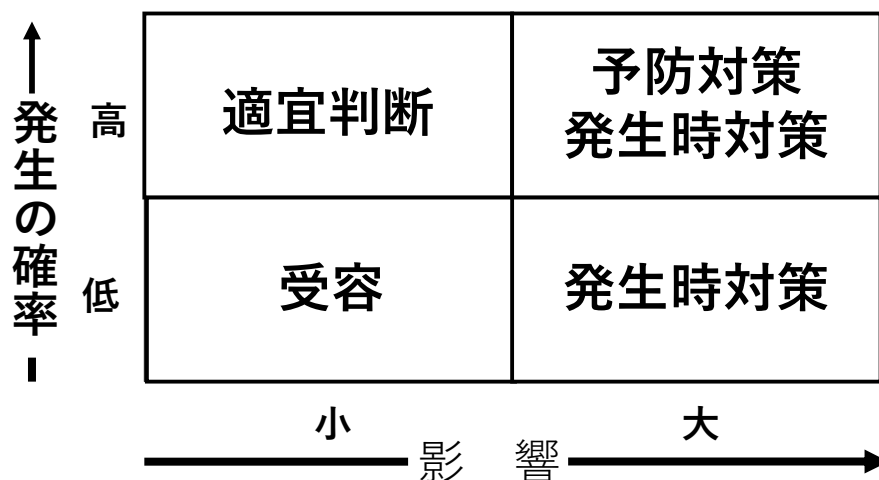 発生の確率
高
適宜判断
予防対策
発生時対策
低
受容
発生時対策
小
大
影　響